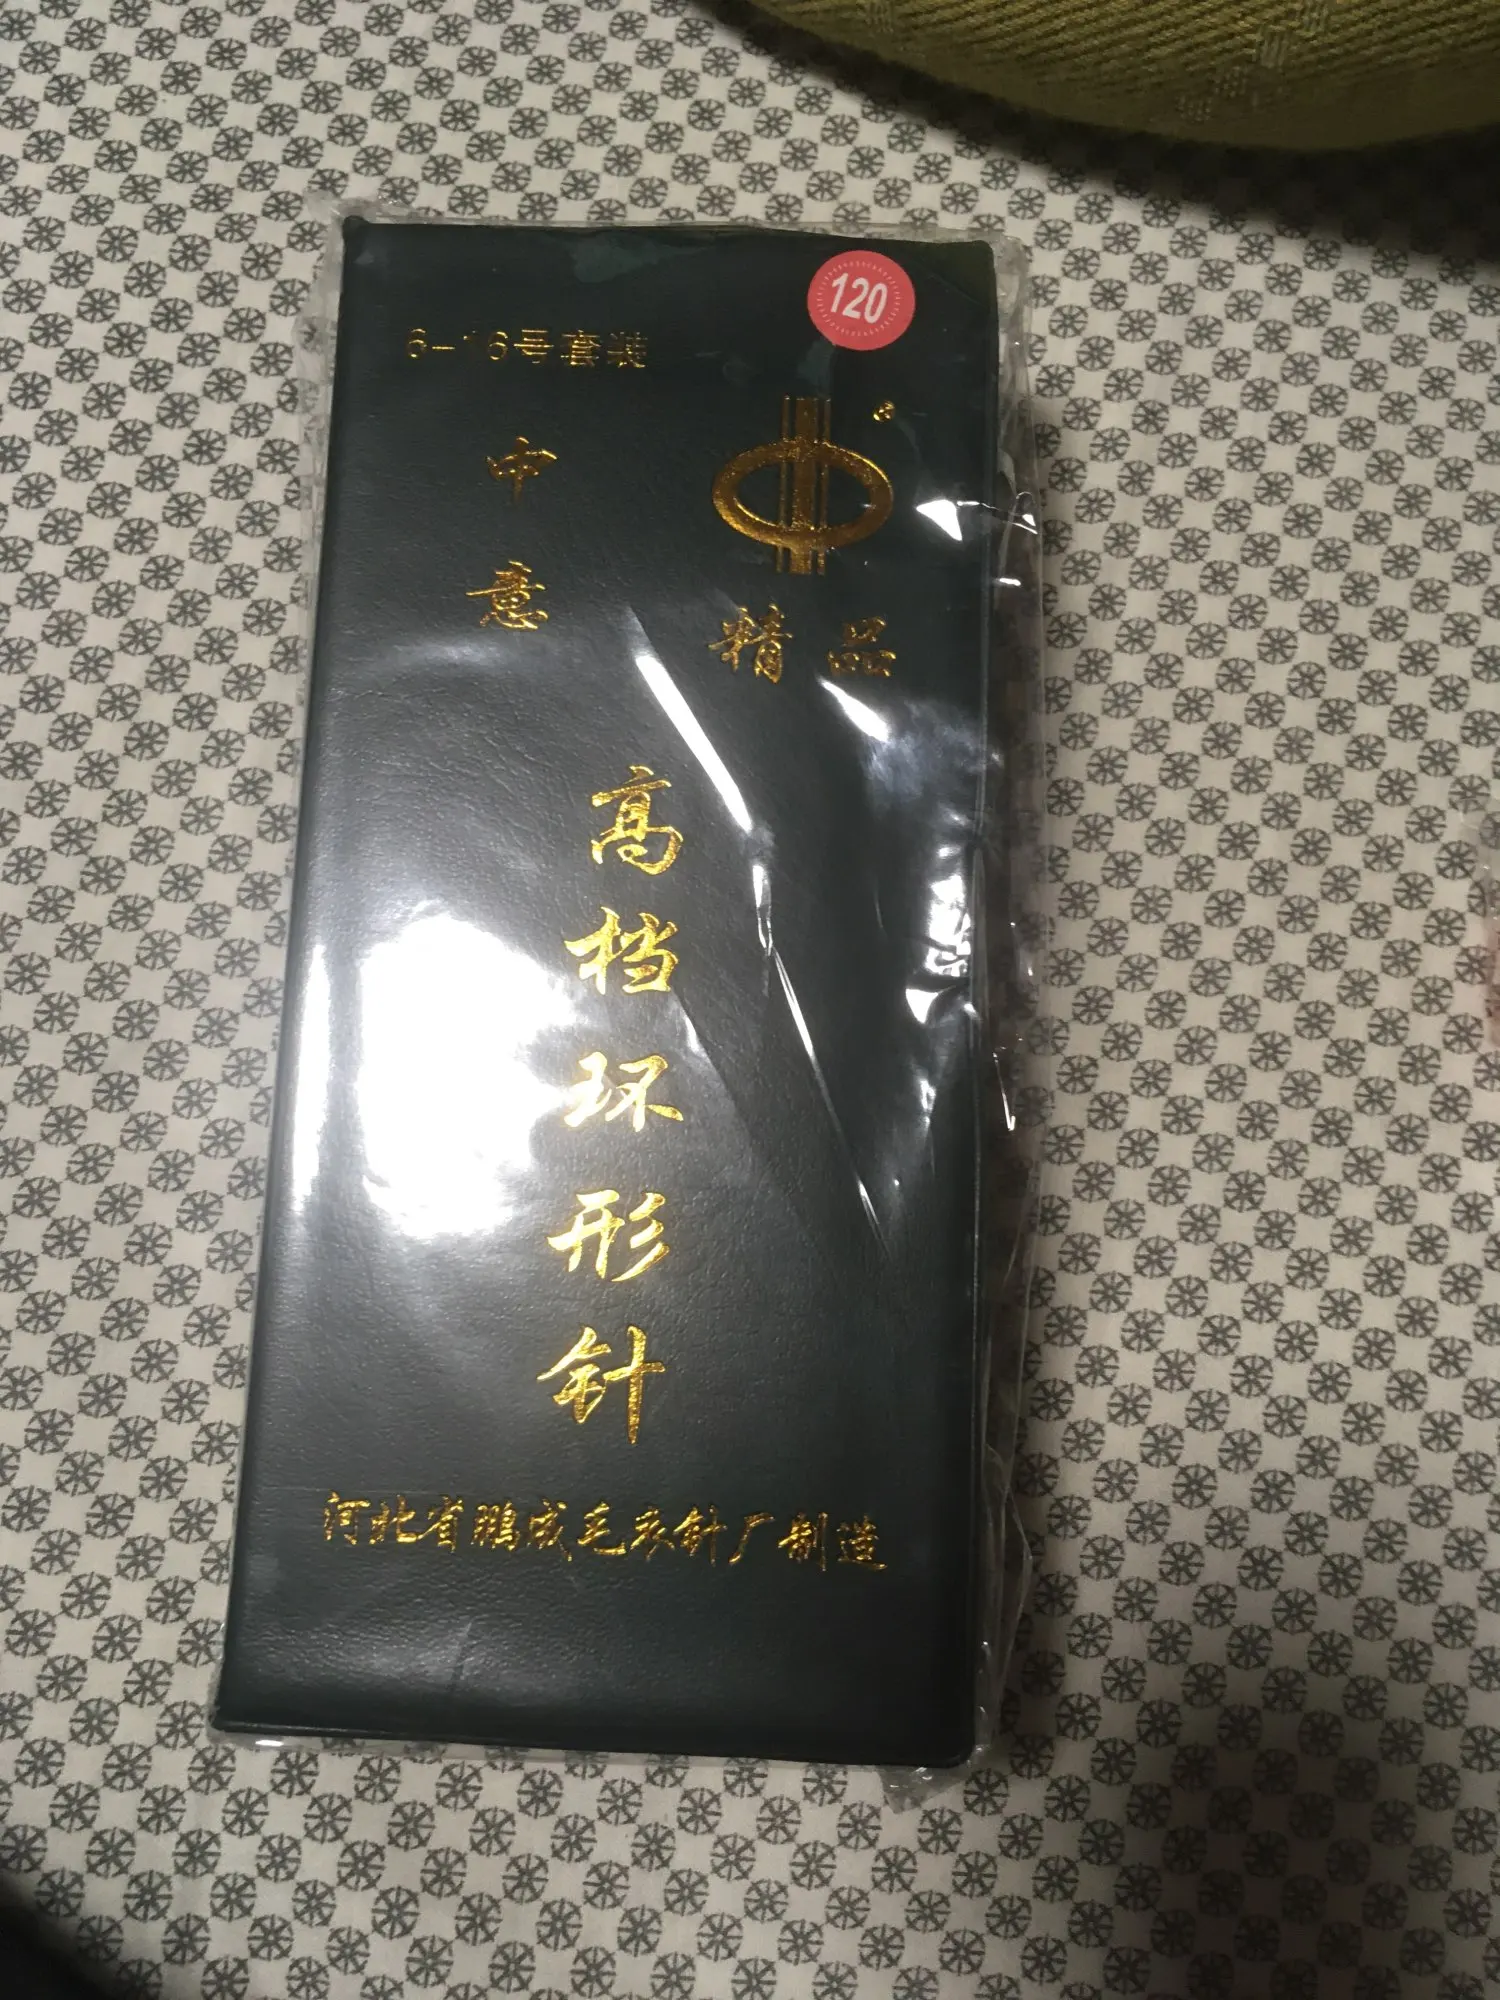 120
6-16号套装
中意
®
精品
高档环形针
河北省鹏成毛衣针厂制造